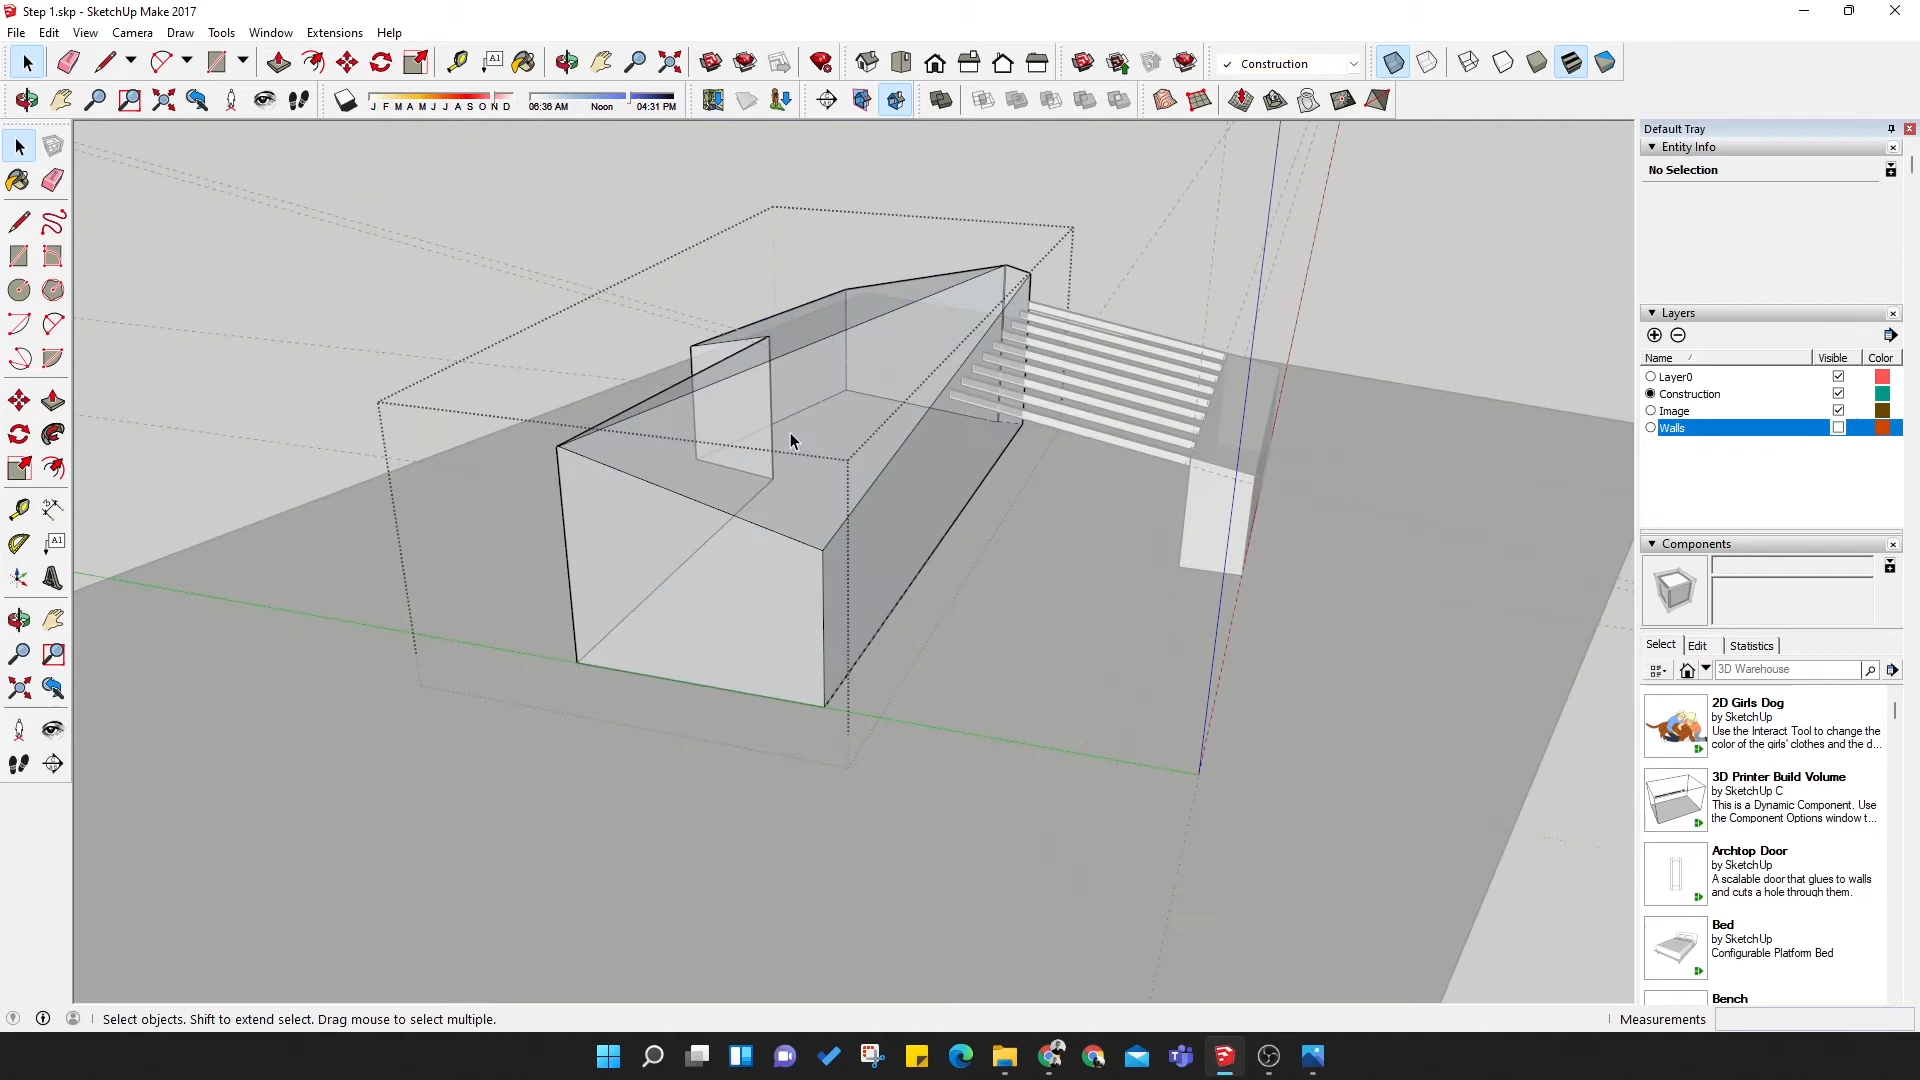 Step 1.skp - SketchUp Make 2017
File Edit View Camera Draw Tools Window Extensions Help
A1
✓ Construction
J F M A M J J A S O N D
06:36 AM Noon 04:31 PM
Default Tray
Entity Info
No Selection
Layers
Name Visible Color
Layer0
Construction
Image
Walls
A1
Components
Select Edit Statistics
3D Warehouse
2D Girls Dog
by SketchUp
Use the Interact Tool to change the
color of the girls' clothes and the d...
3D Printer Build Volume
by SketchUp C
This is a Dynamic Component. Use
the Component Options window t...
Archtop Door
by SketchUp
A scalable door that glues to walls
and cuts a hole through them.
Bed
by SketchUp
Configurable Platform Bed
Bench
Select objects. Shift to extend select. Drag mouse to select multiple.
Measurements